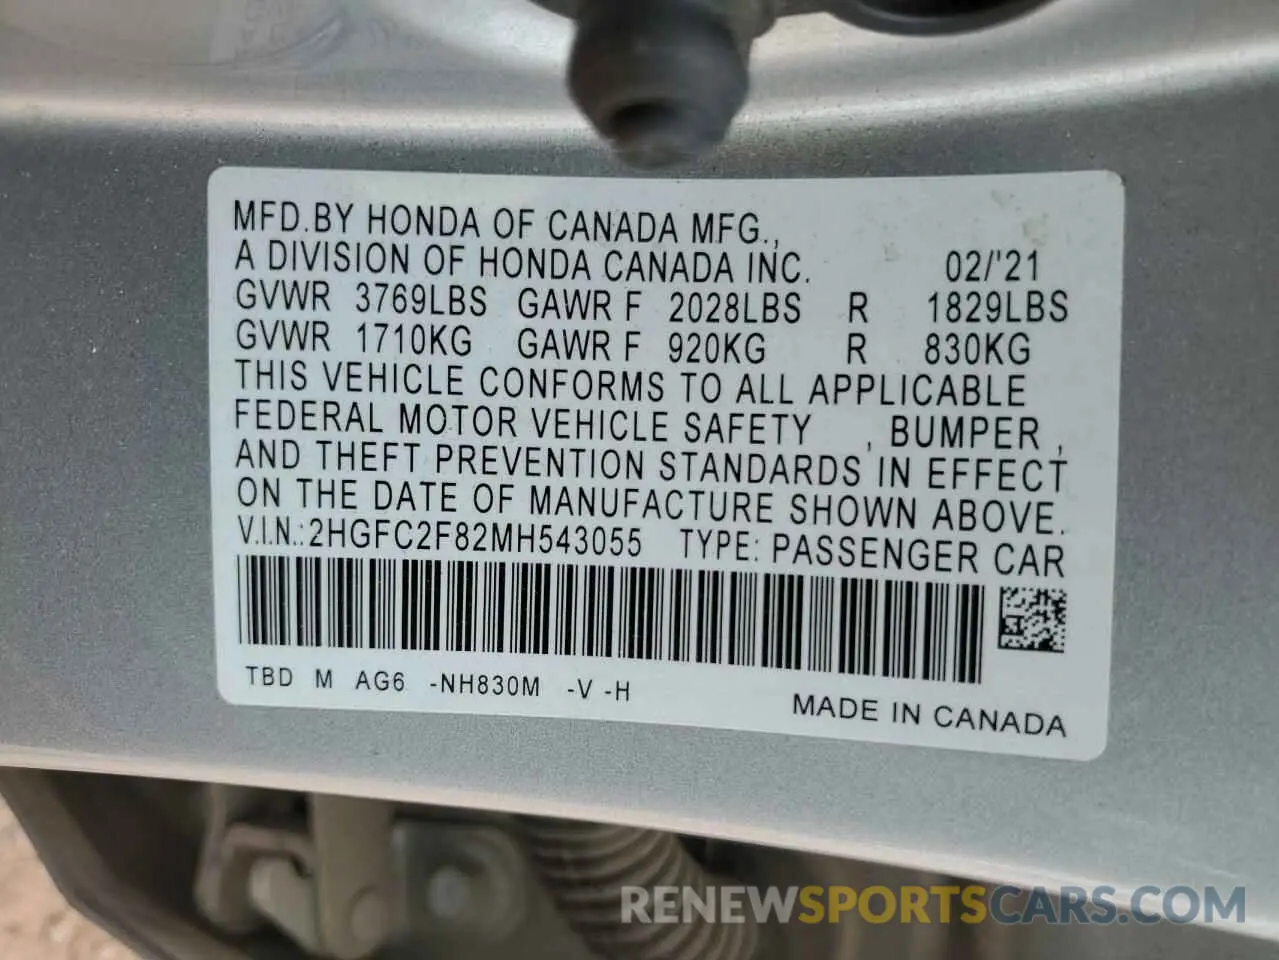 MFD.BY HONDA OF CANADA MFG.,
A DIVISION OF HONDA CANADA INC. 02/'21
GVWR 3769LBS GAWR F 2028LBS R 1829LBS
GVWR 1710KG GAWR F 920KG R 830KG
THIS VEHICLE CONFORMS TO ALL APPLICABLE
FEDERAL MOTOR VEHICLE SAFETY , BUMPER ,
AND THEFT PREVENTION STANDARDS IN EFFECT
ON THE DATE OF MANUFACTURE SHOWN ABOVE.
V.I.N.:2HGFC2F82MH543055 TYPE: PASSENGER CAR
TBD M AG6 -NH830M -V -H
MADE IN CANADA
RENEWSPORTSCARS.COM